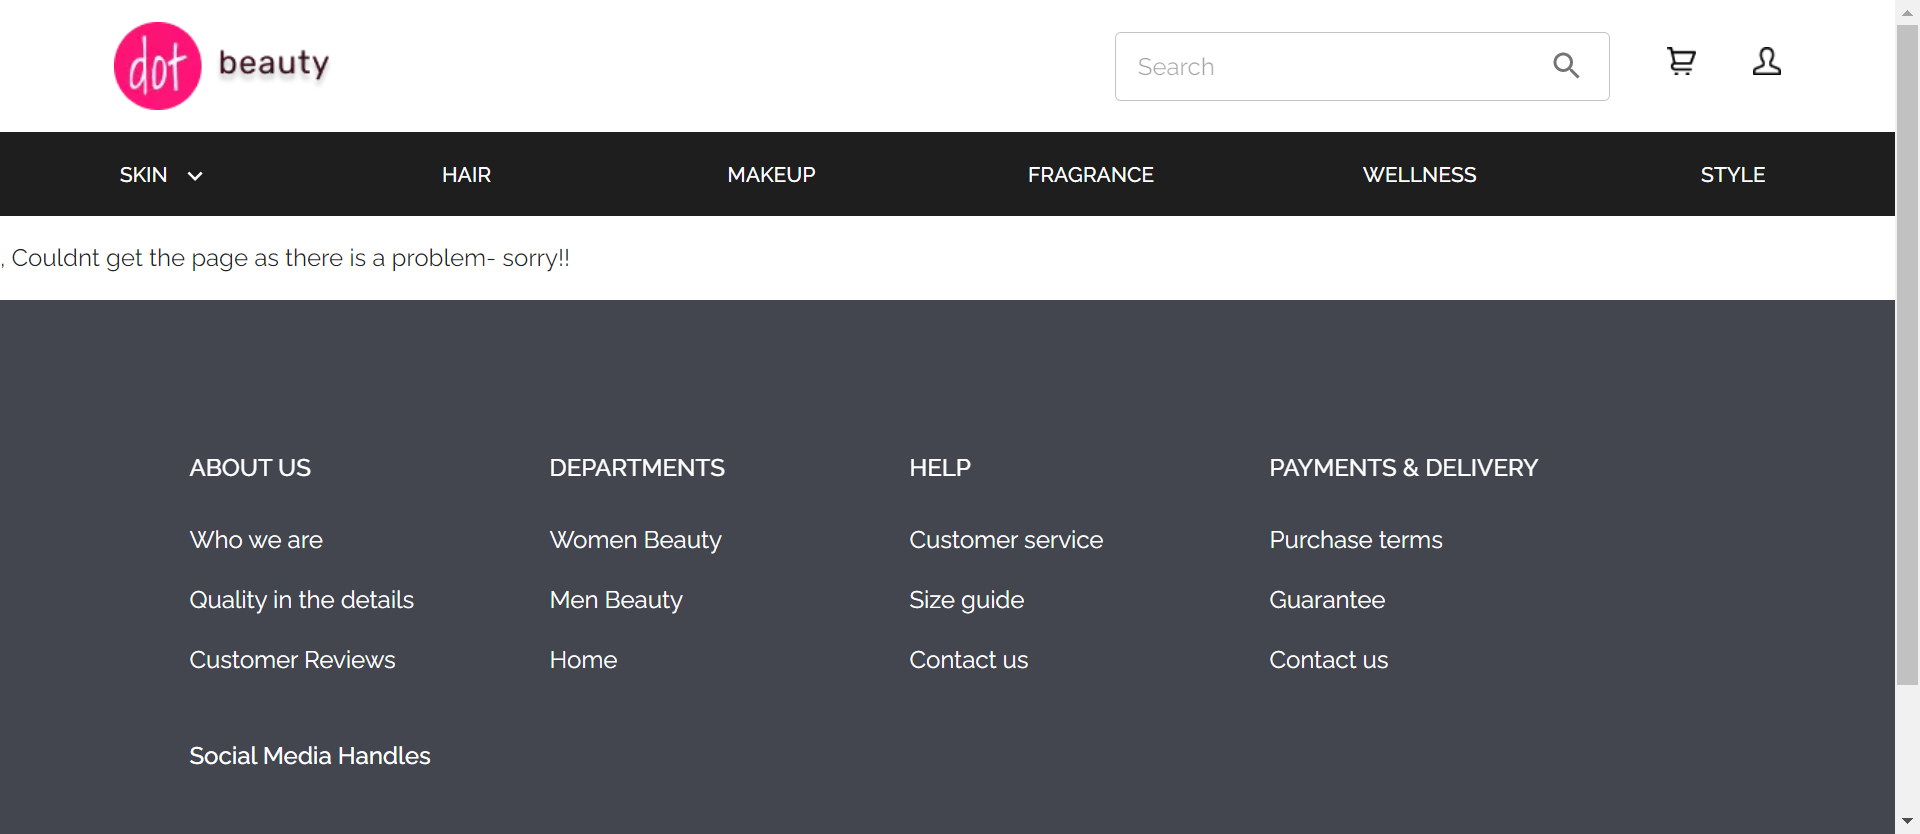 dot beauty
Search
SKIN HAIR MAKEUP FRAGRANCE WELLNESS STYLE
, Couldnt get the page as there is a problem- sorry!!
ABOUT US DEPARTMENTS HELP PAYMENTS & DELIVERY
Who we are Women Beauty Customer service Purchase terms
Quality in the details Men Beauty Size guide Guarantee
Customer Reviews Home Contact us Contact us
Social Media Handles